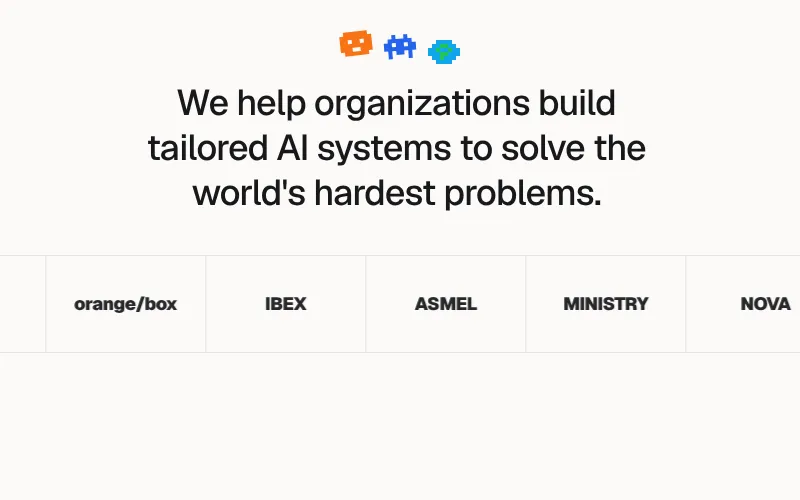 We help organizations build
tailored AI systems to solve the
world's hardest problems.
orange/box
IBEX
ASMEL
MINISTRY
NOVA